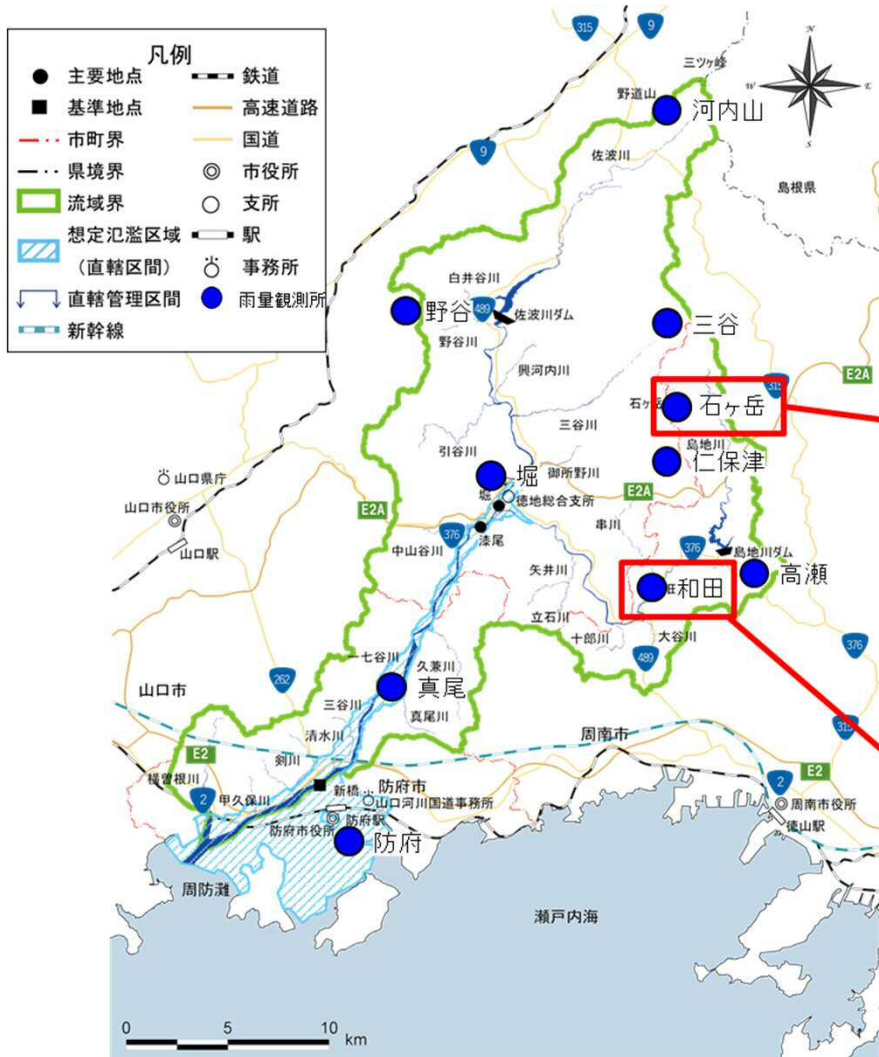 凡例
主要地点
鉄道
基準地点
高速道路
市町界
国道
県境界
市役所
流域界
支所
想定氾濫区域
(直轄区間)
駅
事務所
直轄管理区間
雨量観測所
新幹線
315
9
三ツヶ峰
野道山
河内山
N
W
E
S
9
佐波川
島根県
白井谷川
野谷
489
佐波川ダム
三谷
野谷川
興河内川
E2A
315
石ヶ岳
石ヶ岳
三谷川
島地川
引谷川
御所野川
仁保津
山口県庁
堀
堀
徳地総合支所
E2A
山口市役所
E2A
串川
山口駅
376
漆尾
376
島地川ダム
中山谷川
矢井川
高瀬
和田
立石川
十郎川
大谷川
一七谷川
久兼川
489
376
262
真尾
山口市
三谷川
真尾川
315
清水川
周南市
E2
剣川
E2
横曽根川
新橋
防府市
2
甲久保川
山口河川国道事務所
2
周南市役所
防府市役所
防府駅
徳山駅
防府
周防灘
瀬戸内海
0
5
10
km